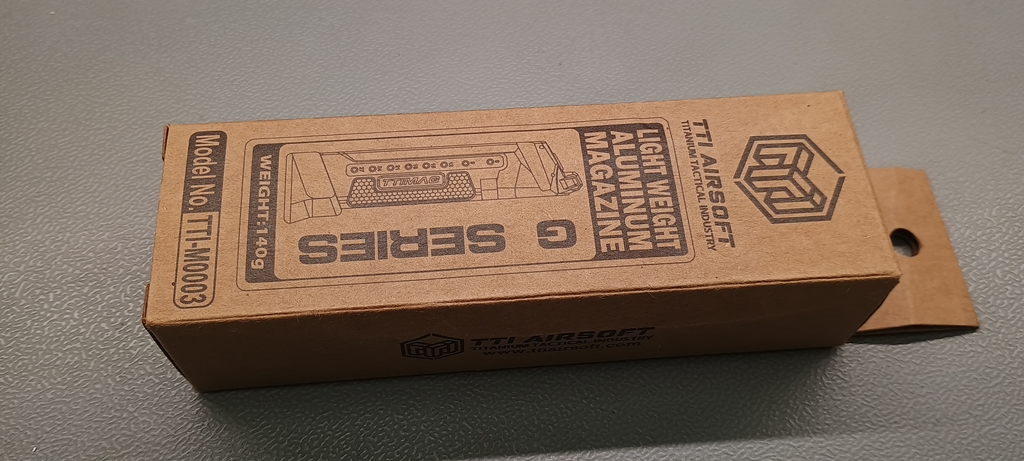 TTI AIRSOFT
TITANIUM TACTICAL INDUSTRY
LIGHT WEIGHT
ALUMINUM
MAGAZINE
G SERIES
WEIGHT:140g
Model No. TTI-M0003
TTI AIRSOFT
TITANIUM TACTICAL INDUSTRY
www.ttiairsoft.com